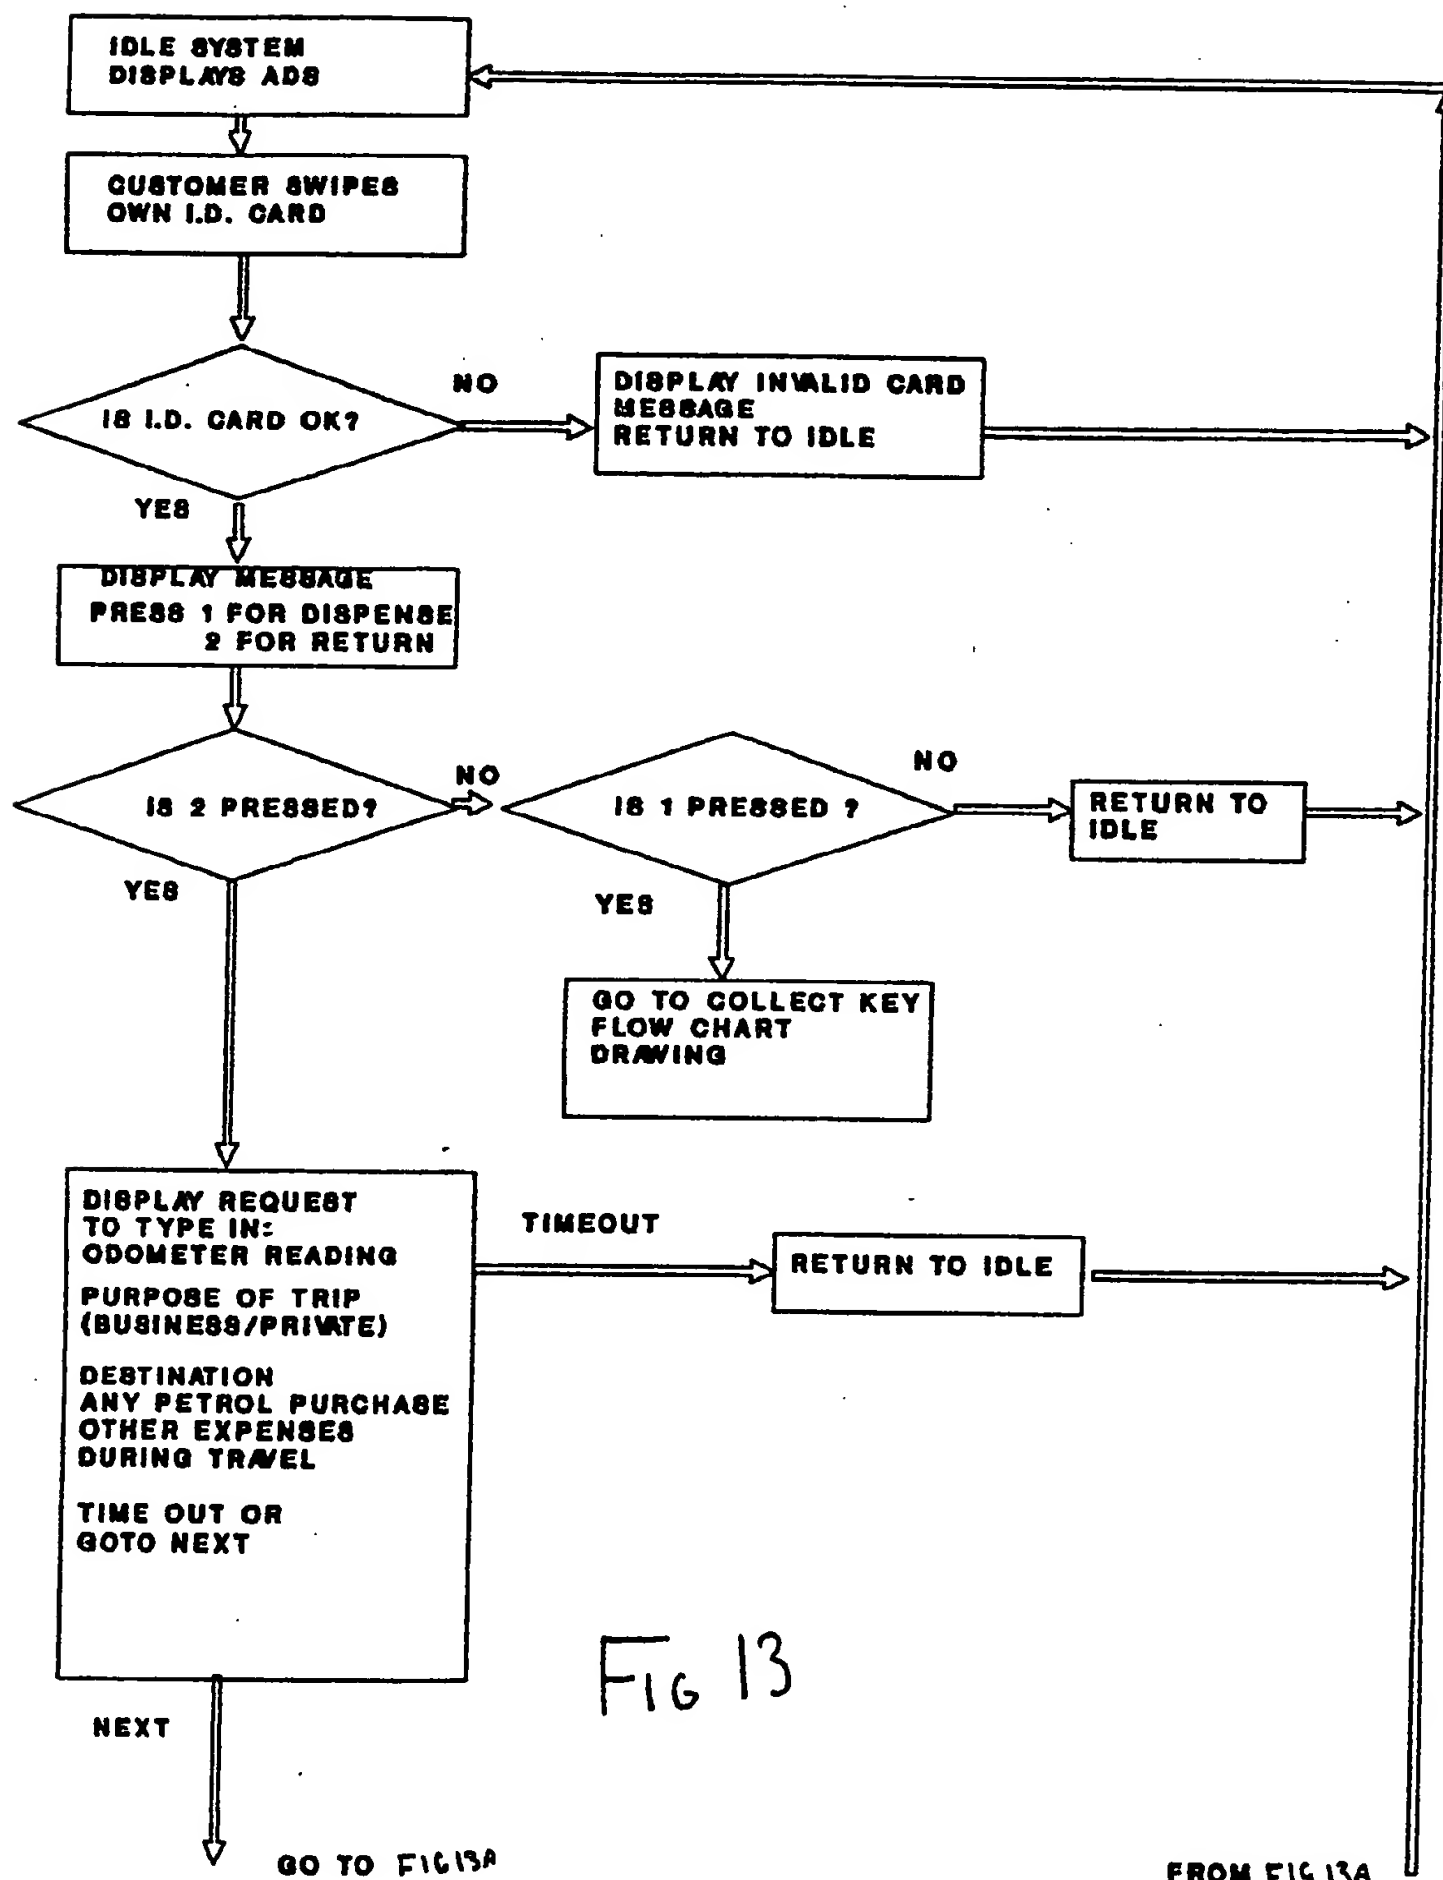 IDLE SYSTEM
DISPLAYS ADS
CUSTOMER SWIPES
OWN I.D. CARD
IS I.D. CARD OK?
NO
DISPLAY INVALID CARD
MESSAGE
RETURN TO IDLE
YES
DISPLAY MESSAGE
PRESS 1 FOR DISPENSE
2 FOR RETURN
IS 2 PRESSED?
NO
IS 1 PRESSED ?
NO
RETURN TO
IDLE
YES
YES
GO TO COLLECT KEY
FLOW CHART
DRAWING
DISPLAY REQUEST
TO TYPE IN:
ODOMETER READING
PURPOSE OF TRIP
(BUSINESS/PRIVATE)
DESTINATION
ANY PETROL PURCHASE
OTHER EXPENSES
DURING TRAVEL
TIME OUT OR
GOTO NEXT
TIMEOUT
RETURN TO IDLE
FIG 13
NEXT
GO TO FIG 13A
FROM FIG 13A